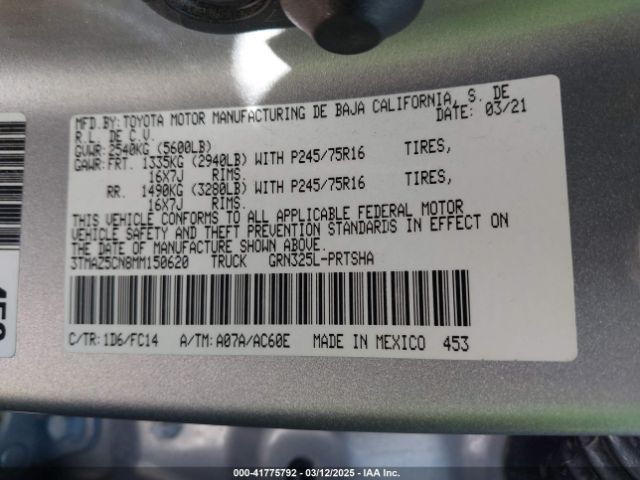 MFD.BY:TOYOTA MOTOR MANUFACTURING DE BAJA CALIFORNIA, S. DE
R.L. DE C.V. DATE: 03/21
GVWR:2540KG (5600LB)
GAWR:FRT. 1335KG (2940LB) WITH P245/75R16 TIRES,
16X7J RIMS.
RR. 1490KG (3280LB) WITH P245/75R16 TIRES,
16X7J RIMS.
THIS VEHICLE CONFORMS TO ALL APPLICABLE FEDERAL MOTOR
VEHICLE SAFETY AND THEFT PREVENTION STANDARDS IN EFFECT ON
THE DATE OF MANUFACTURE SHOWN ABOVE.
3TMAZ5CN8MM150620 TRUCK GRN325L-PRTSHA
C/TR:1D6/FC14 A/TM:A07A/AC60E MADE IN MEXICO 453
000-41775792 - 03/12/2025 - IAA Inc.